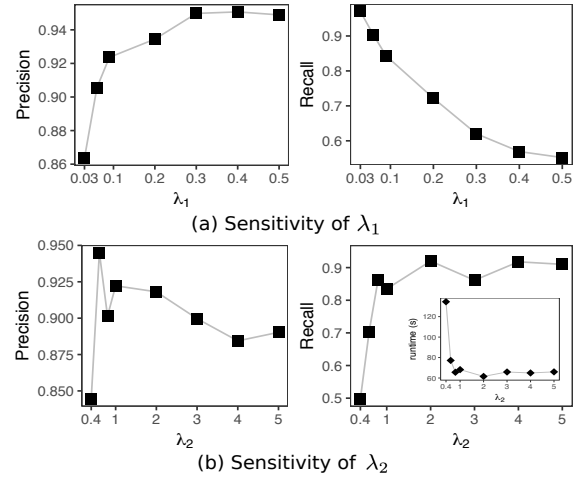 Precision
0.94
0.92
0.90
0.88
0.86
0.03 0.1 0.2 0.3 0.4 0.5
λ1
Recall
0.9
0.8
0.7
0.6
0.03 0.1 0.2 0.3 0.4 0.5
λ1
(a) Sensitivity of λ1
Precision
0.950
0.925
0.900
0.875
0.850
0.4 1 2 3 4 5
λ2
Recall
0.9
0.8
0.7
0.6
0.5
0.4 1 2 3 4 5
λ2
runtime (s)
120
100
80
60
0.4 1 2 3 4 5
λ2
(b) Sensitivity of λ2